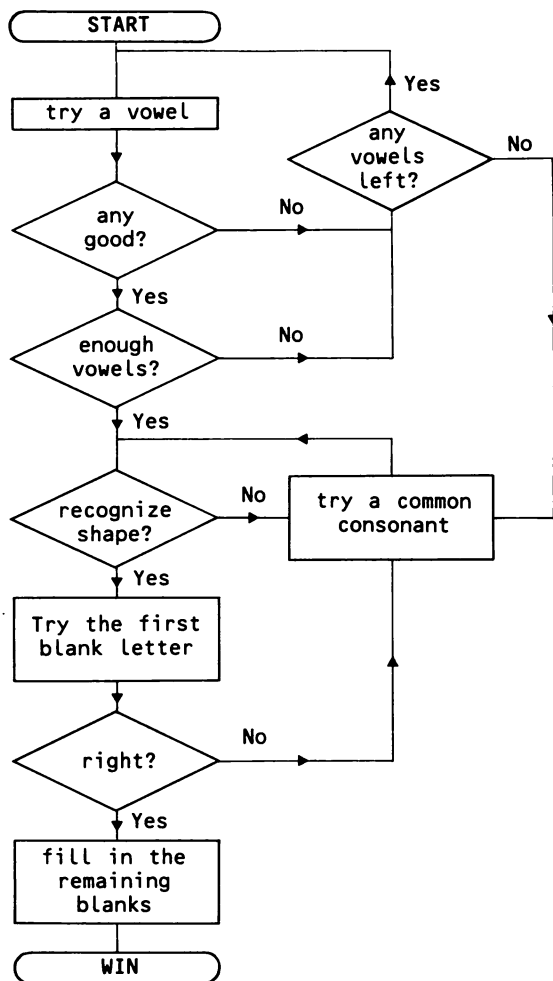 START
Yes
try a vowel
any
vowels
left?
No
any
good?
No
Yes
enough
vowels?
No
Yes
recognize
shape?
No
try a common
consonant
Yes
Try the first
blank letter
right?
No
Yes
fill in the
remaining
blanks
WIN